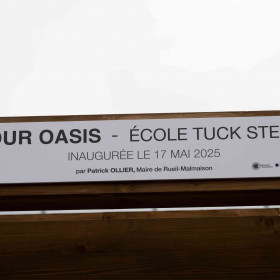 OUR OASIS - ÉCOLE TUCK STE
INAUGURÉE LE 17 MAI 2025
par Patrick OLLIER, Maire de Rueil-Malmaison